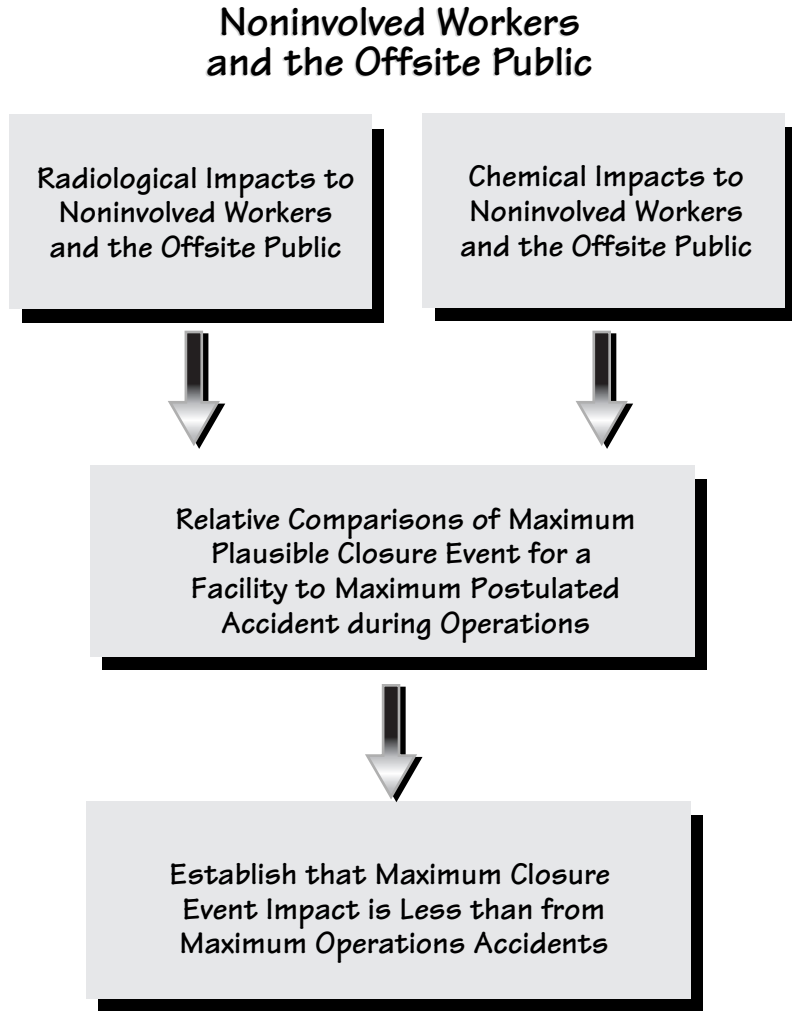 Noninvolved Workers
and the Offsite Public
Radiological Impacts to
Noninvolved Workers
and the Offsite Public
Chemical Impacts to
Noninvolved Workers
and the Offsite Public
Relative Comparisons of Maximum
Plausible Closure Event for a
Facility to Maximum Postulated
Accident during Operations
Establish that Maximum Closure
Event Impact is Less than from
Maximum Operations Accidents